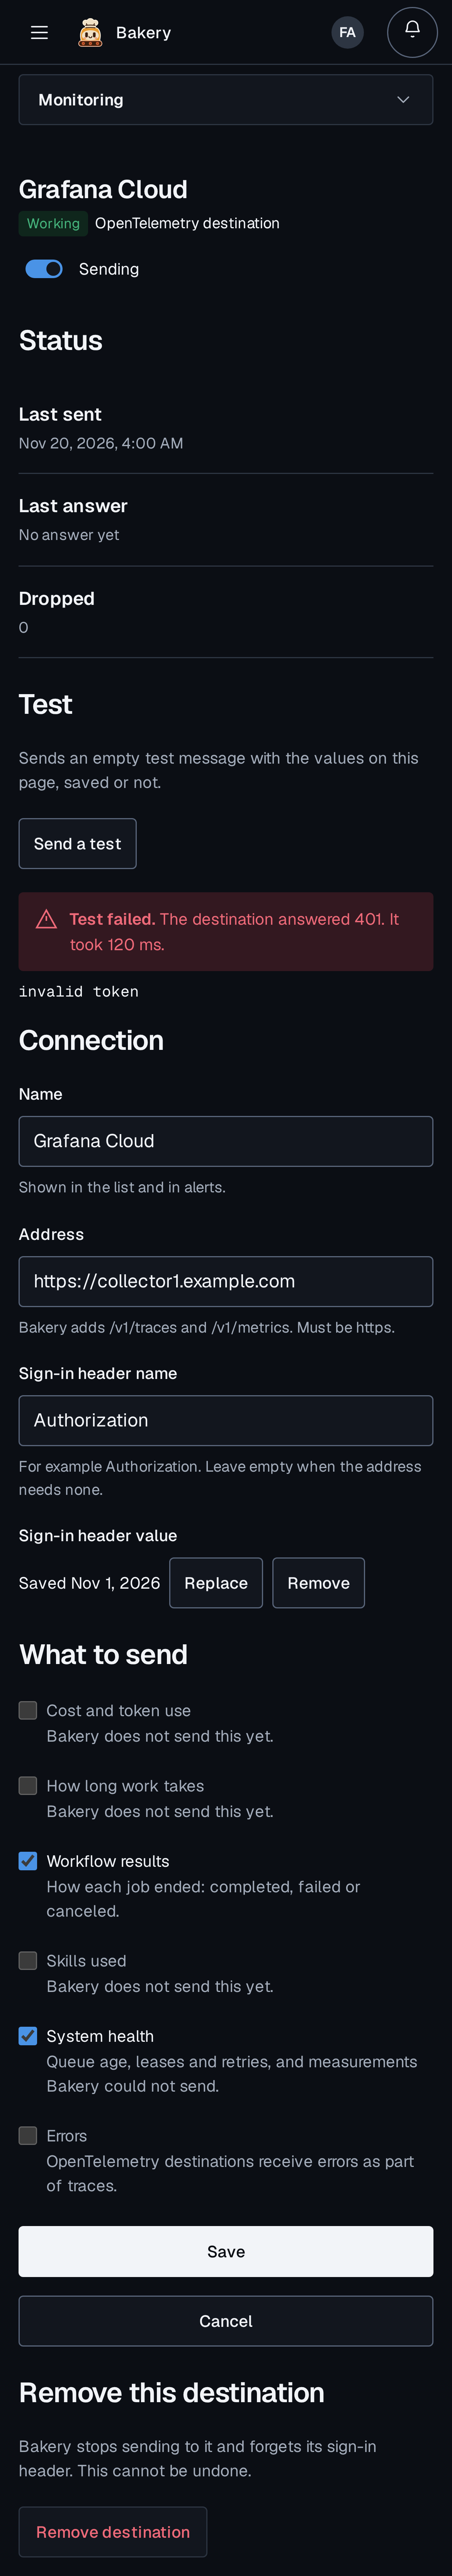 Bakery
FA
Monitoring
Grafana Cloud
Working OpenTelemetry destination
Sending
Status
Last sent
Nov 20, 2026, 4:00 AM
Last answer
No answer yet
Dropped
0
Test
Sends an empty test message with the values on this
page, saved or not.
Send a test
Test failed. The destination answered 401. It
took 120 ms.
invalid token
Connection
Name
Grafana Cloud
Shown in the list and in alerts.
Address
https://collector1.example.com
Bakery adds /v1/traces and /v1/metrics. Must be https.
Sign-in header name
Authorization
For example Authorization. Leave empty when the address
needs none.
Sign-in header value
Saved Nov 1, 2026 Replace Remove
What to send
Cost and token use
Bakery does not send this yet.
How long work takes
Bakery does not send this yet.
Workflow results
How each job ended: completed, failed or
canceled.
Skills used
Bakery does not send this yet.
System health
Queue age, leases and retries, and measurements
Bakery could not send.
Errors
OpenTelemetry destinations receive errors as part
of traces.
Save
Cancel
Remove this destination
Bakery stops sending to it and forgets its sign-in
header. This cannot be undone.
Remove destination